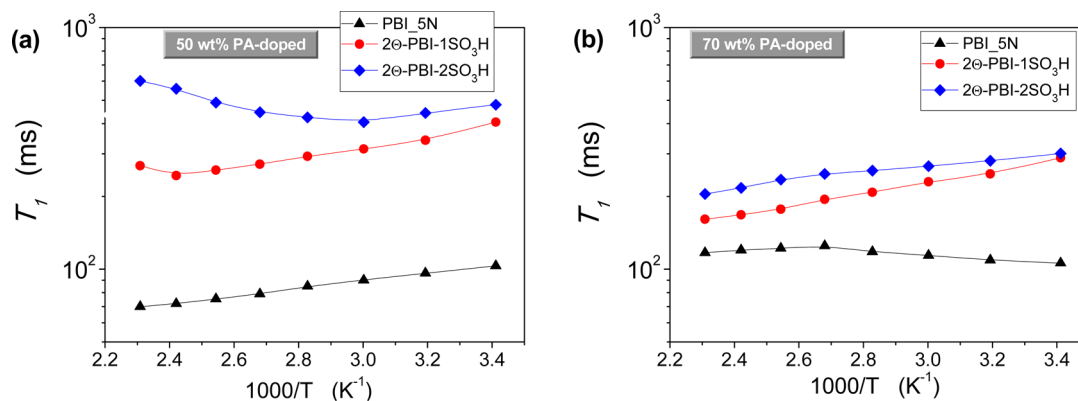 (a)
50 wt% PA-doped
PBI_5N
2Θ-PBI-1SO₃H
2Θ-PBI-2SO₃H
10³
10²
T₁ (ms)
2.2 2.4 2.6 2.8 3.0 3.2 3.4
1000/T (K⁻¹)
(b)
70 wt% PA-doped
PBI_5N
2Θ-PBI-1SO₃H
2Θ-PBI-2SO₃H
10³
10²
T₁ (ms)
2.2 2.4 2.6 2.8 3.0 3.2 3.4
1000/T (K⁻¹)